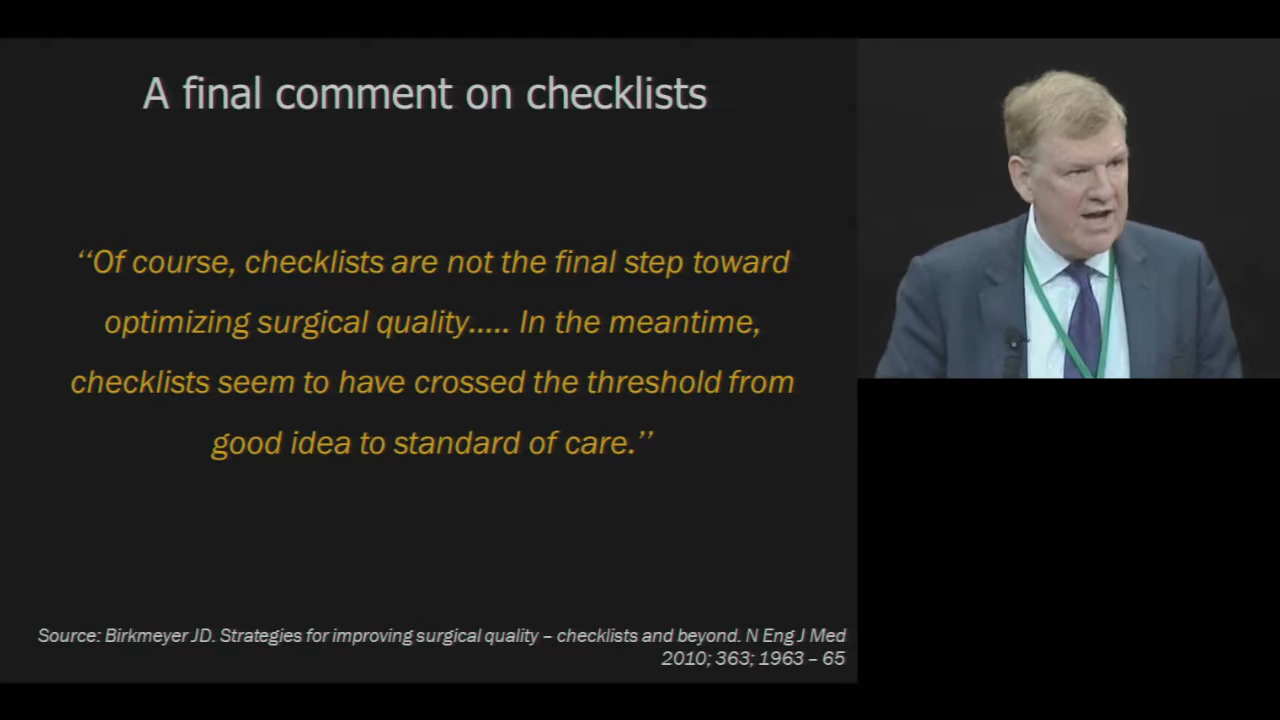 A final comment on checklists
‘‘Of course, checklists are not the final step toward
optimizing surgical quality..... In the meantime,
checklists seem to have crossed the threshold from
good idea to standard of care.’’
Source: Birkmeyer JD. Strategies for improving surgical quality – checklists and beyond. N Eng J Med
2010; 363; 1963 – 65